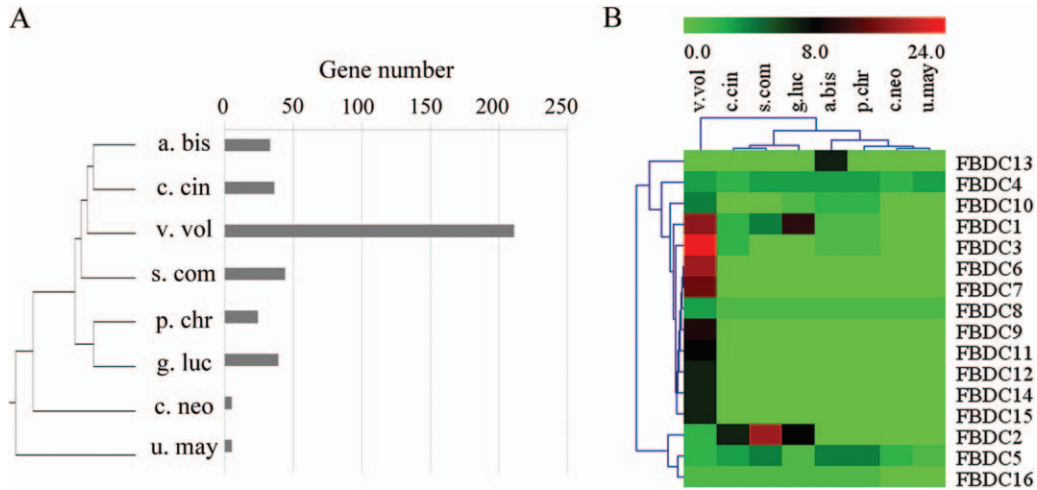 A
Gene number
0 50 100 150 200 250
a. bis
c. cin
v. vol
s. com
p. chr
g. luc
c. neo
u. may
B
0.0 8.0 24.0
v.vol c.cin s.com g.luc a.bis p.chr c.neo u.may
FBDC13
FBDC4
FBDC10
FBDC1
FBDC3
FBDC6
FBDC7
FBDC8
FBDC9
FBDC11
FBDC12
FBDC14
FBDC15
FBDC2
FBDC5
FBDC16